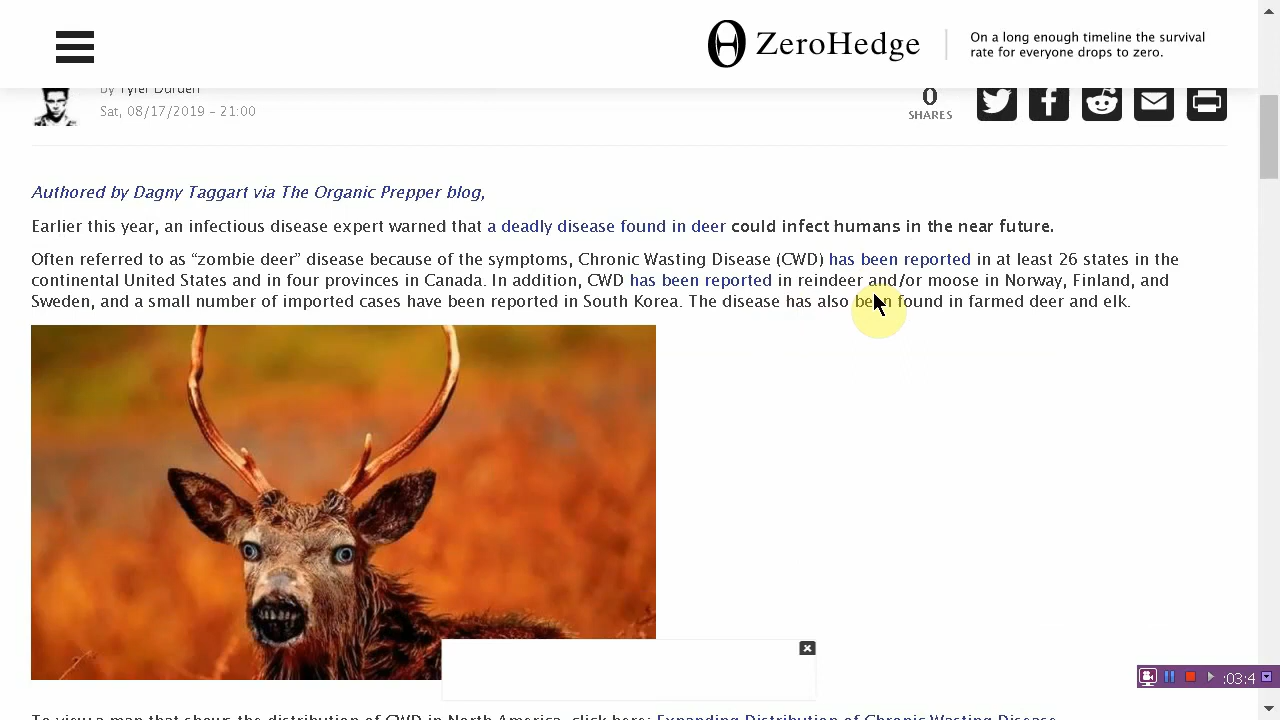 ZeroHedge
On a long enough timeline the survival
rate for everyone drops to zero.
by Tyler Durden
Sat, 08/17/2019 – 21:00
0
SHARES
Authored by Dagny Taggart via The Organic Prepper blog,
Earlier this year, an infectious disease expert warned that a deadly disease found in deer could infect humans in the near future.
Often referred to as “zombie deer” disease because of the symptoms, Chronic Wasting Disease (CWD) has been reported in at least 26 states in the
continental United States and in four provinces in Canada. In addition, CWD has been reported in reindeer and/or moose in Norway, Finland, and
Sweden, and a small number of imported cases have been reported in South Korea. The disease has also been found in farmed deer and elk.
:03:4
To view a map that shows the distribution of CWD in North America, click here: Expanding Distribution of Chronic Wasting Disease